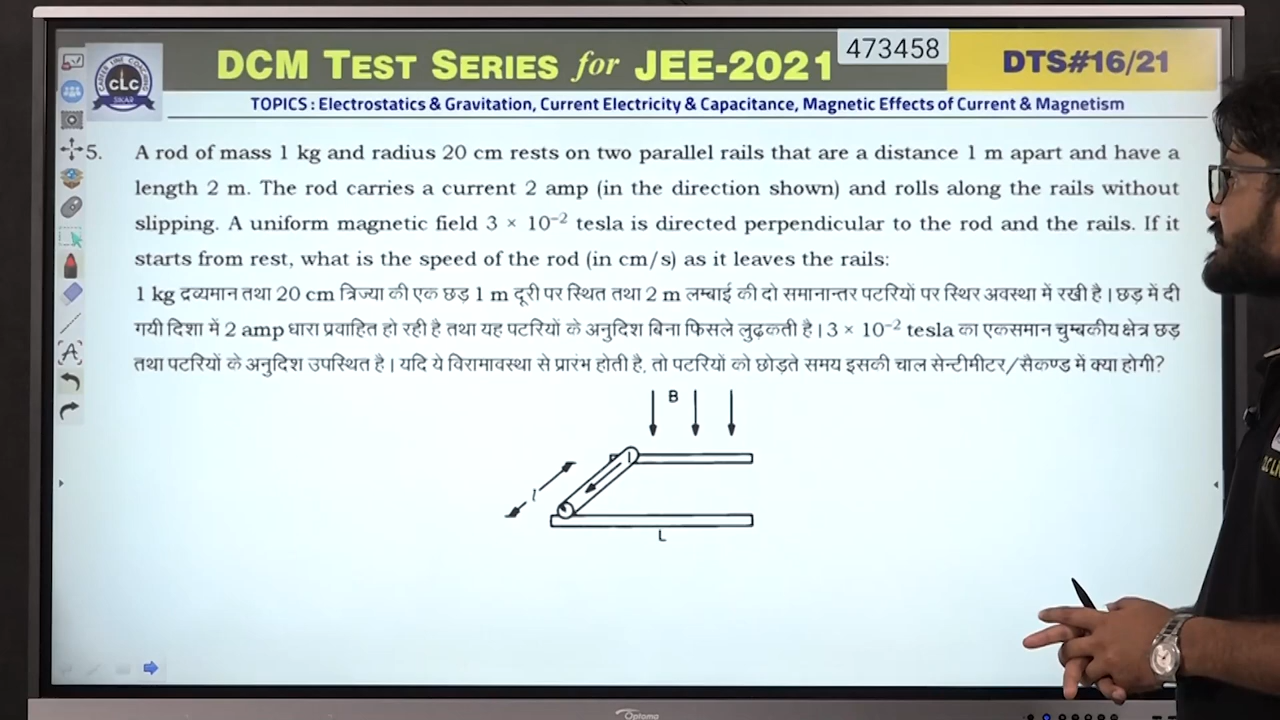 DCM TEST SERIES for JEE-2021
473458
DTS#16/21
CLC
SIKAR
TOPICS : Electrostatics & Gravitation, Current Electricity & Capacitance, Magnetic Effects of Current & Magnetism
5. A rod of mass 1 kg and radius 20 cm rests on two parallel rails that are a distance 1 m apart and have a
length 2 m. The rod carries a current 2 amp (in the direction shown) and rolls along the rails without
slipping. A uniform magnetic field 3 × 10⁻² tesla is directed perpendicular to the rod and the rails. If it
starts from rest, what is the speed of the rod (in cm/s) as it leaves the rails:
1 kg द्रव्यमान तथा 20 cm त्रिज्या की एक छड़ 1 m दूरी पर स्थित तथा 2 m लम्बाई की दो समानान्तर पटरियों पर स्थिर अवस्था में रखी है। छड़ में दी
गयी दिशा में 2 amp धारा प्रवाहित हो रही है तथा यह पटरियों के अनुदिश बिना फिसले लुढ़कती है। 3 × 10⁻² tesla का एकसमान चुम्बकीय क्षेत्र छड़
तथा पटरियों के अनुदिश उपस्थित है। यदि ये विरामावस्था से प्रारंभ होती है, तो पटरियों को छोड़ते समय इसकी चाल सेन्टीमीटर/सैकण्ड में क्या होगी?
B
I
l
L
A
Optoma